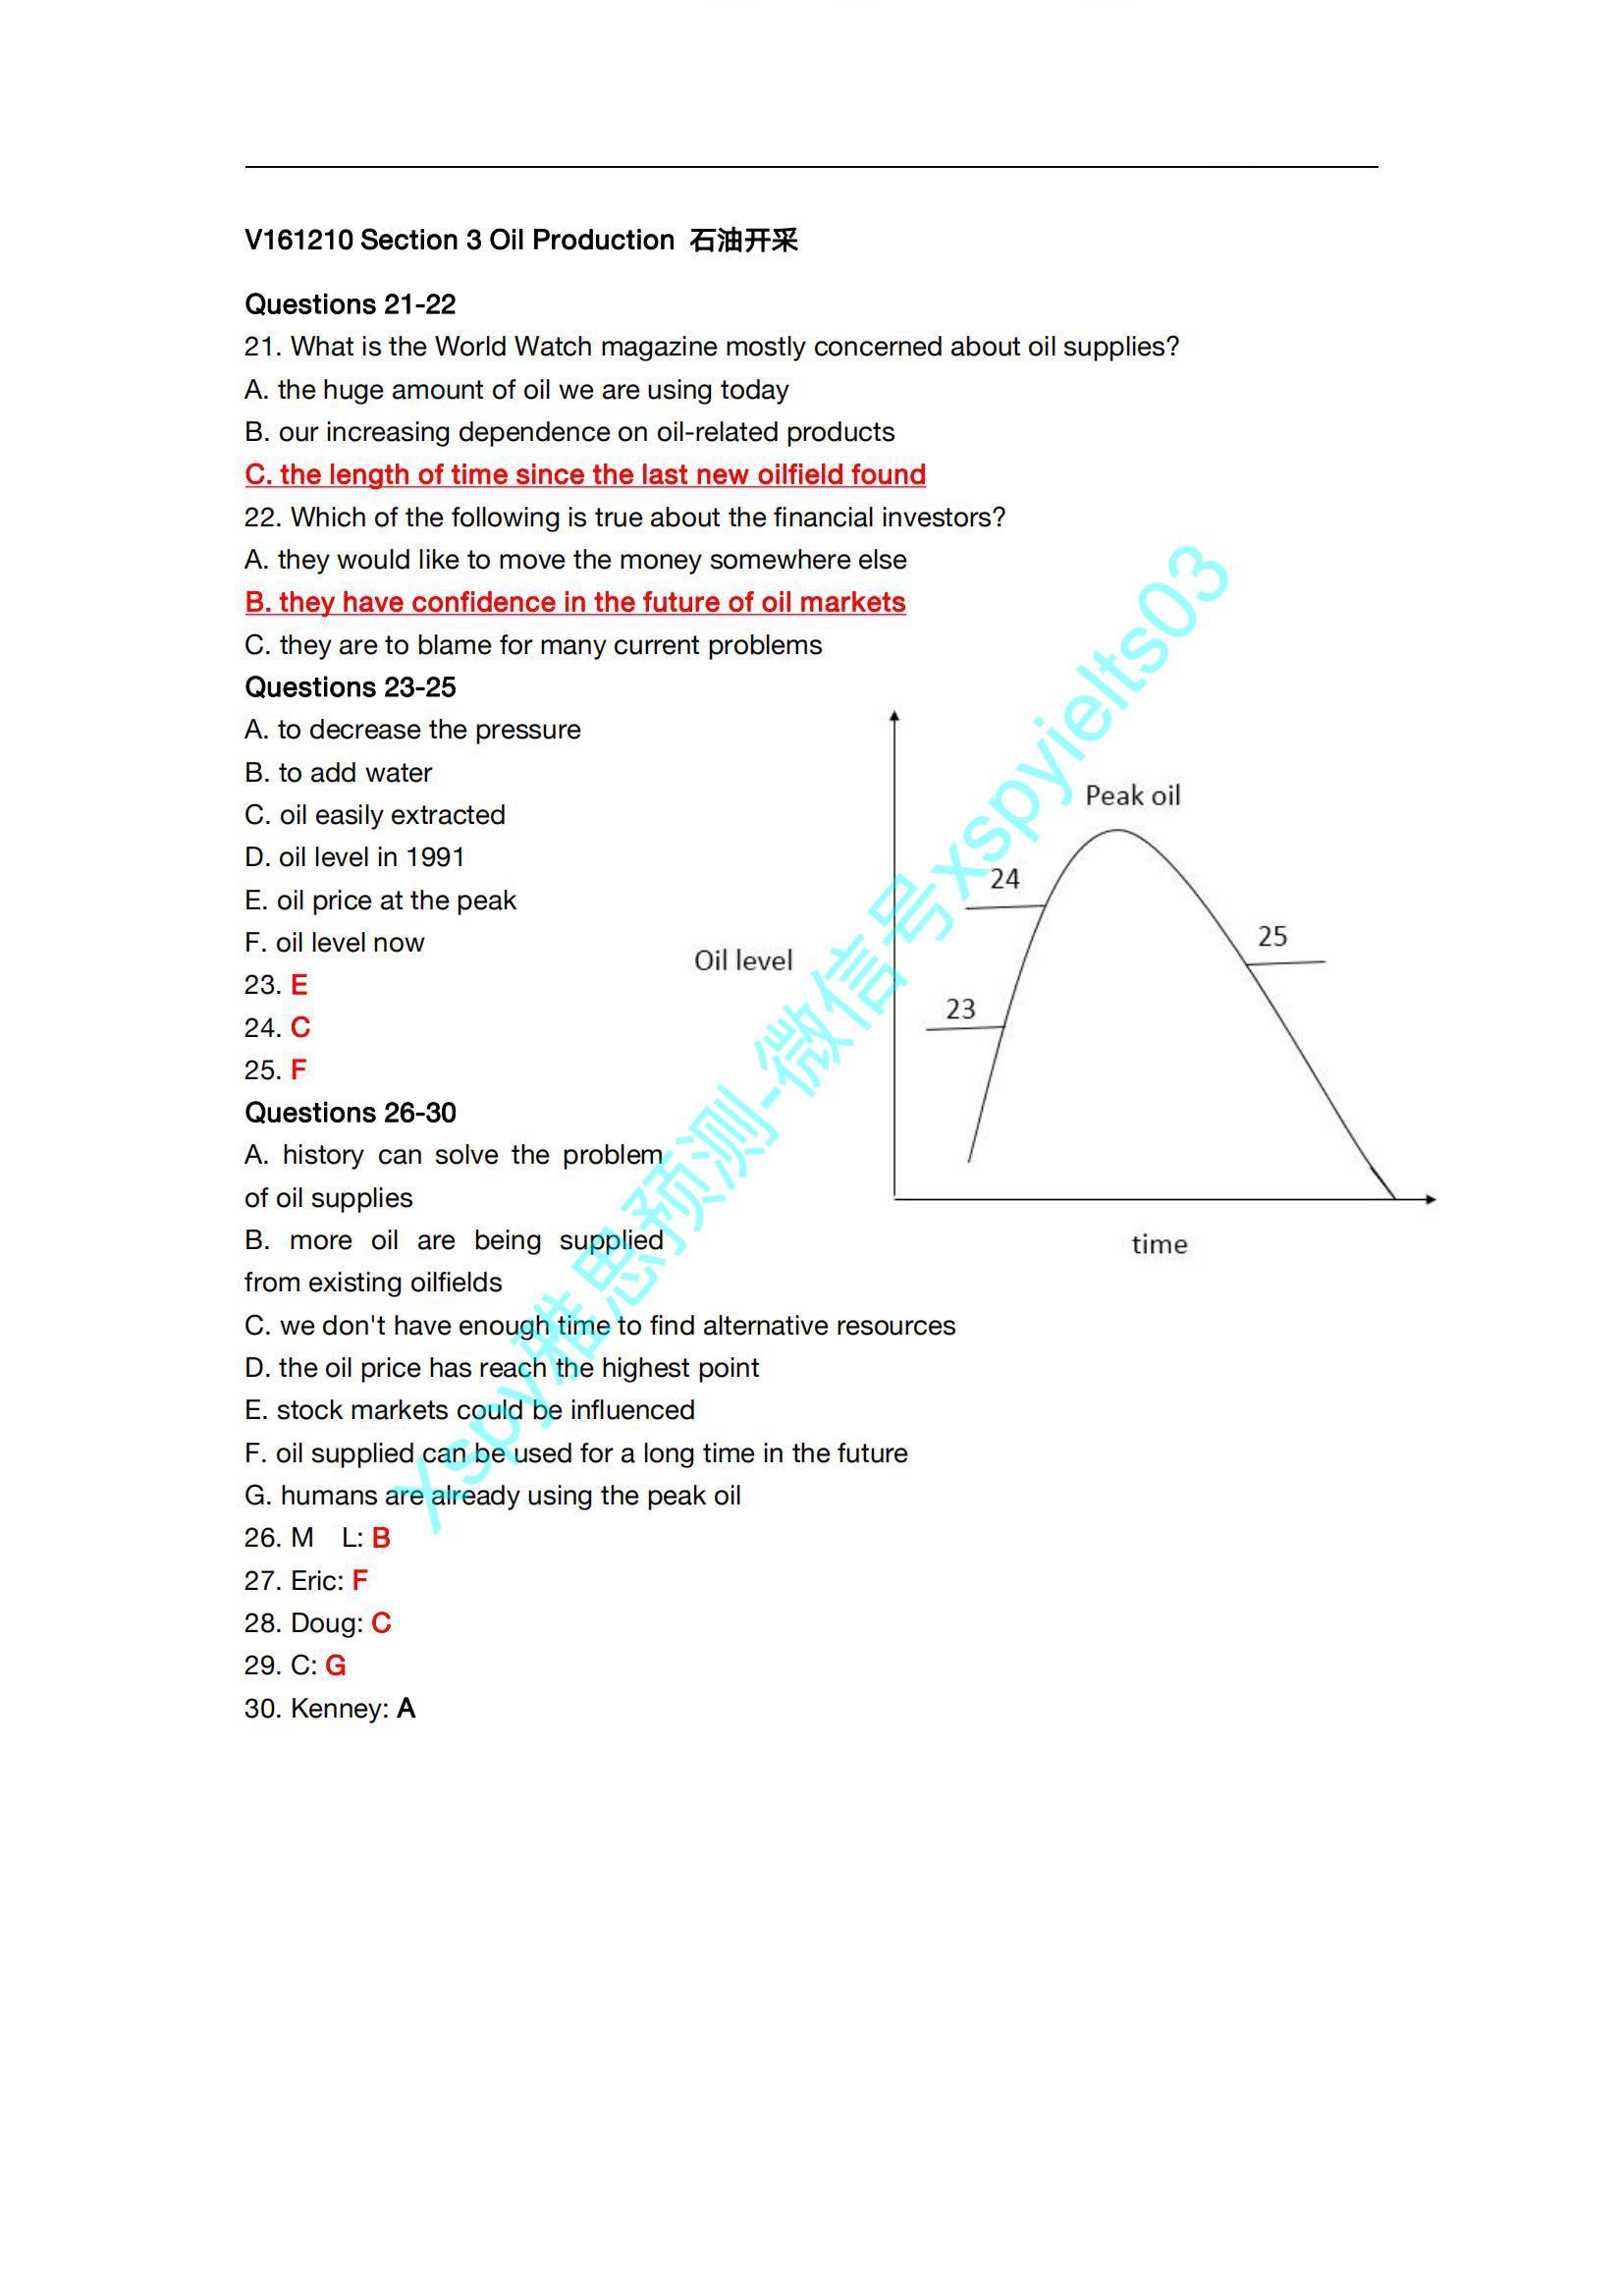 V161210 Section 3 Oil Production 石油开采
Questions 21-22
21. What is the World Watch magazine mostly concerned about oil supplies?
A. the huge amount of oil we are using today
B. our increasing dependence on oil-related products
C. the length of time since the last new oilfield found
22. Which of the following is true about the financial investors?
A. they would like to move the money somewhere else
B. they have confidence in the future of oil markets
C. they are to blame for many current problems
Questions 23-25
A. to decrease the pressure
B. to add water
C. oil easily extracted
D. oil level in 1991
E. oil price at the peak
F. oil level now
23. E
24. C
25. F
Peak oil
24
25
Oil level
23
time
Questions 26-30
A. history can solve the problem
of oil supplies
B. more oil are being supplied
from existing oilfields
C. we don't have enough time to find alternative resources
D. the oil price has reach the highest point
E. stock markets could be influenced
F. oil supplied can be used for a long time in the future
G. humans are already using the peak oil
26. M L: B
27. Eric: F
28. Doug: C
29. C: G
30. Kenney: A
xspy雅思预测-微信号xspyielts03